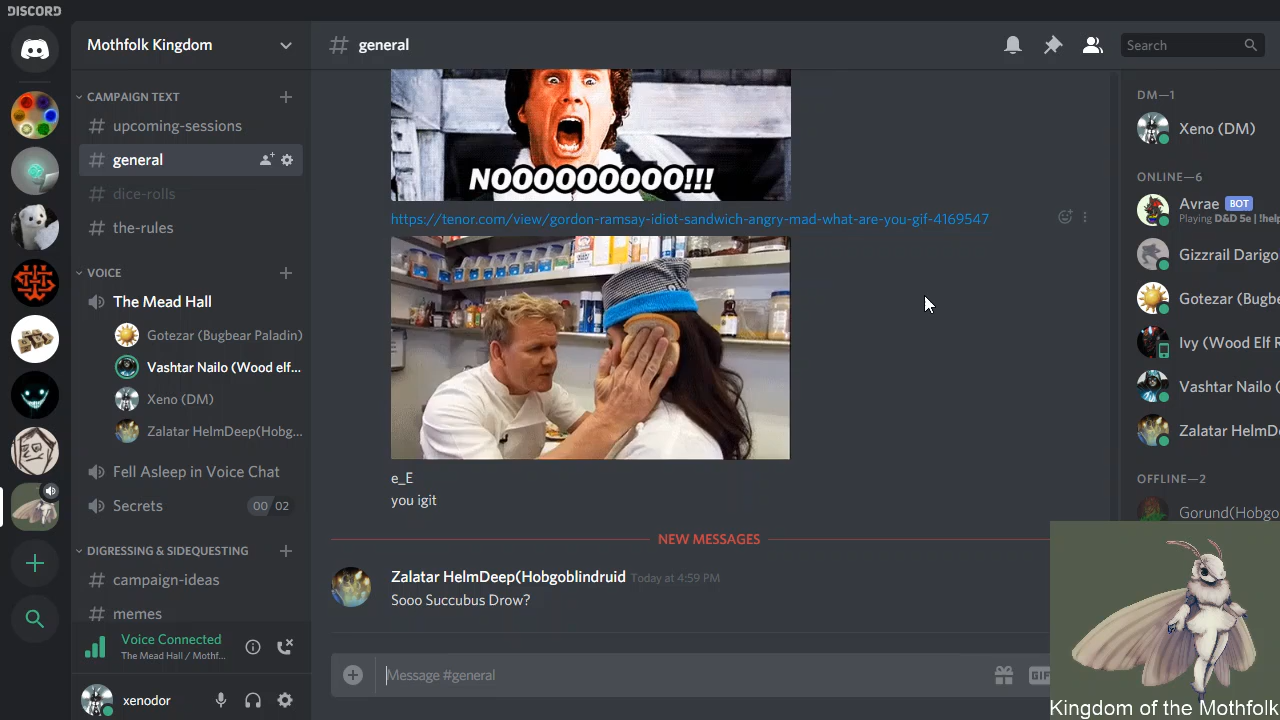 DISCORD
Mothfolk Kingdom
CAMPAIGN TEXT
upcoming-sessions
general
dice-rolls
the-rules
VOICE
The Mead Hall
Gotezar (Bugbear Paladin)
Vashtar Nailo (Wood elf...
Xeno (DM)
Zalatar HelmDeep(Hobg...
Fell Asleep in Voice Chat
Secrets 00 02
DIGRESSING & SIDEQUESTING
campaign-ideas
memes
Voice Connected
The Mead Hall / Mothf...
xenodor
# general
Search
NOOOOOOOOO!!!
https://tenor.com/view/gordon-ramsay-idiot-sandwich-angry-mad-what-are-you-gif-4169547
e_E
you igit
NEW MESSAGES
Zalatar HelmDeep(Hobgoblindruid Today at 4:59 PM
Sooo Succubus Drow?
Message #general
GIF
DM—1
Xeno (DM)
ONLINE—6
Avrae BOT
Playing D&D 5e | !help
Gizzrail Darigo
Gotezar (Bugbe
Ivy (Wood Elf R
Vashtar Nailo (
Zalatar HelmD
OFFLINE—2
Gorund(Hobgo
Kingdom of the Mothfolk